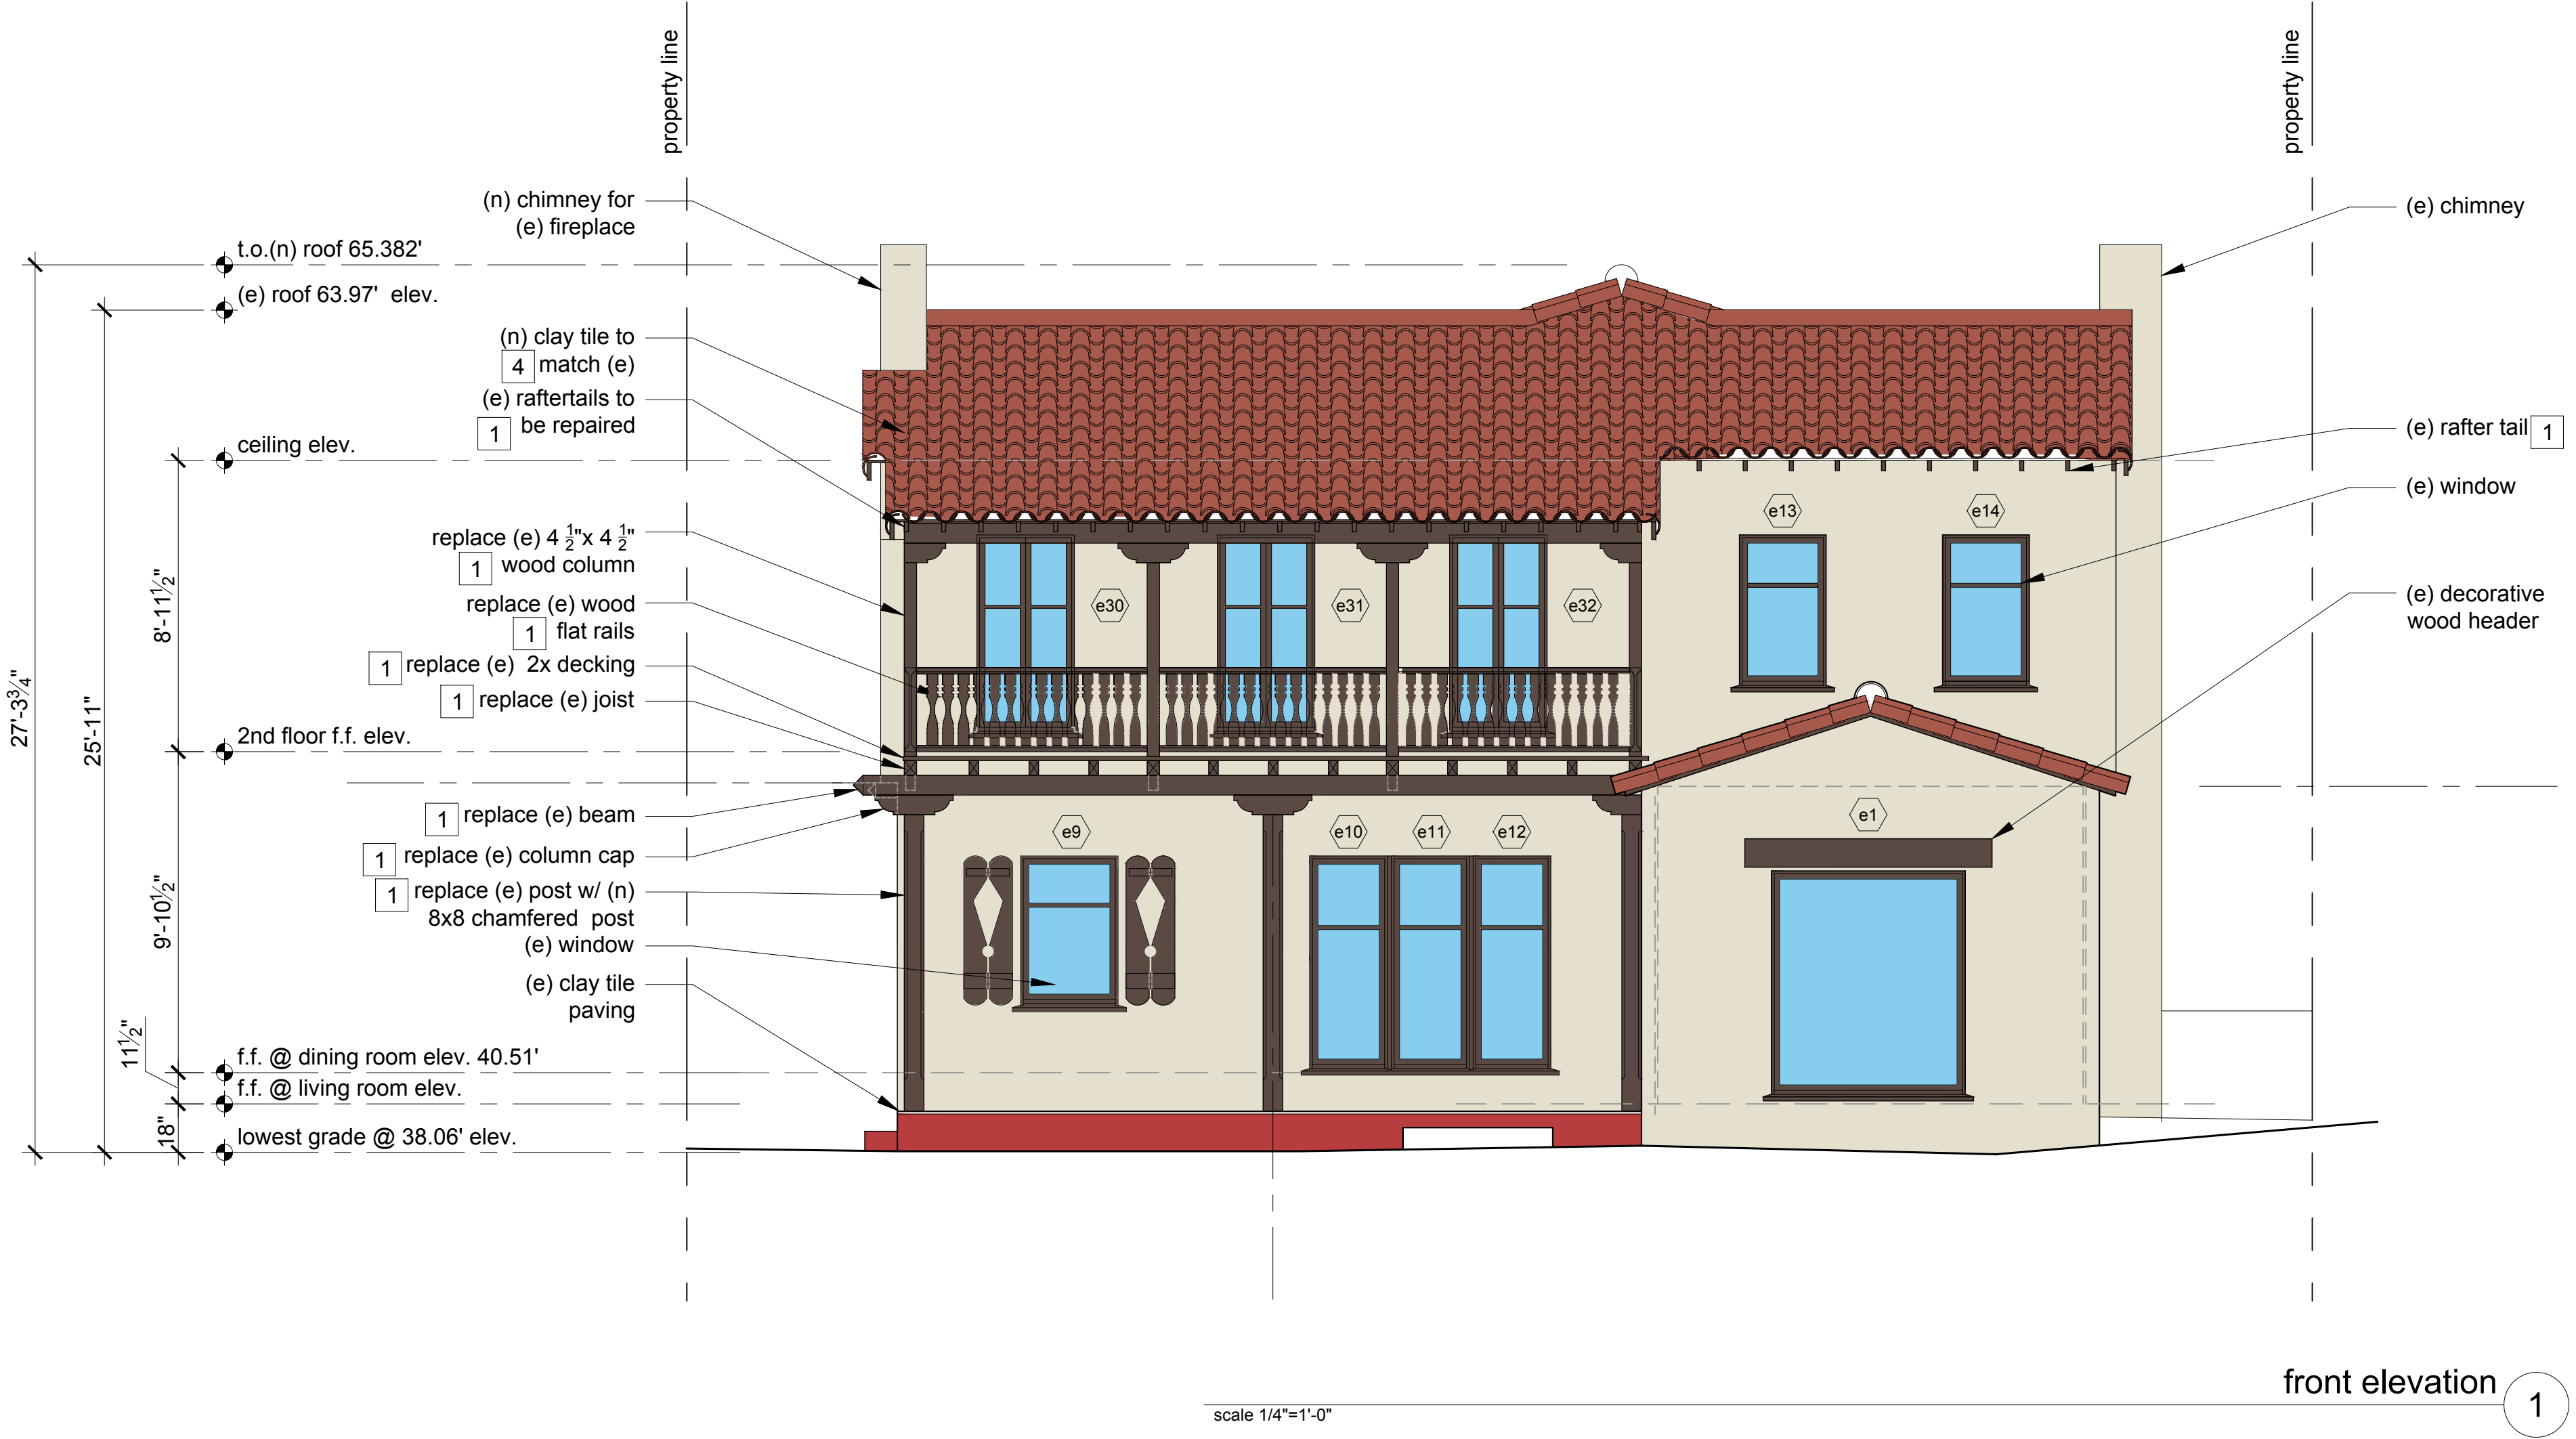 property line
property line
(n) chimney for
(e) fireplace
(e) chimney
t.o.(n) roof 65.382'
(e) roof 63.97' elev.
(n) clay tile to
4 match (e)
(e) raftertails to
1 be repaired
(e) rafter tail 1
ceiling elev.
(e) window
e13
e14
replace (e) 4 1/2"x 4 1/2"
1 wood column
replace (e) wood
1 flat rails
(e) decorative
wood header
e30
e31
e32
1 replace (e) 2x decking
1 replace (e) joist
2nd floor f.f. elev.
27'-3 3/4"
25'-11"
8'-11 1/2"
9'-10 1/2"
11 1/2"
18"
1 replace (e) beam
1 replace (e) column cap
1 replace (e) post w/ (n)
8x8 chamfered post
(e) window
(e) clay tile
paving
e9
e10
e11
e12
e1
f.f. @ dining room elev. 40.51'
f.f. @ living room elev.
lowest grade @ 38.06' elev.
front elevation
1
scale 1/4"=1'-0"